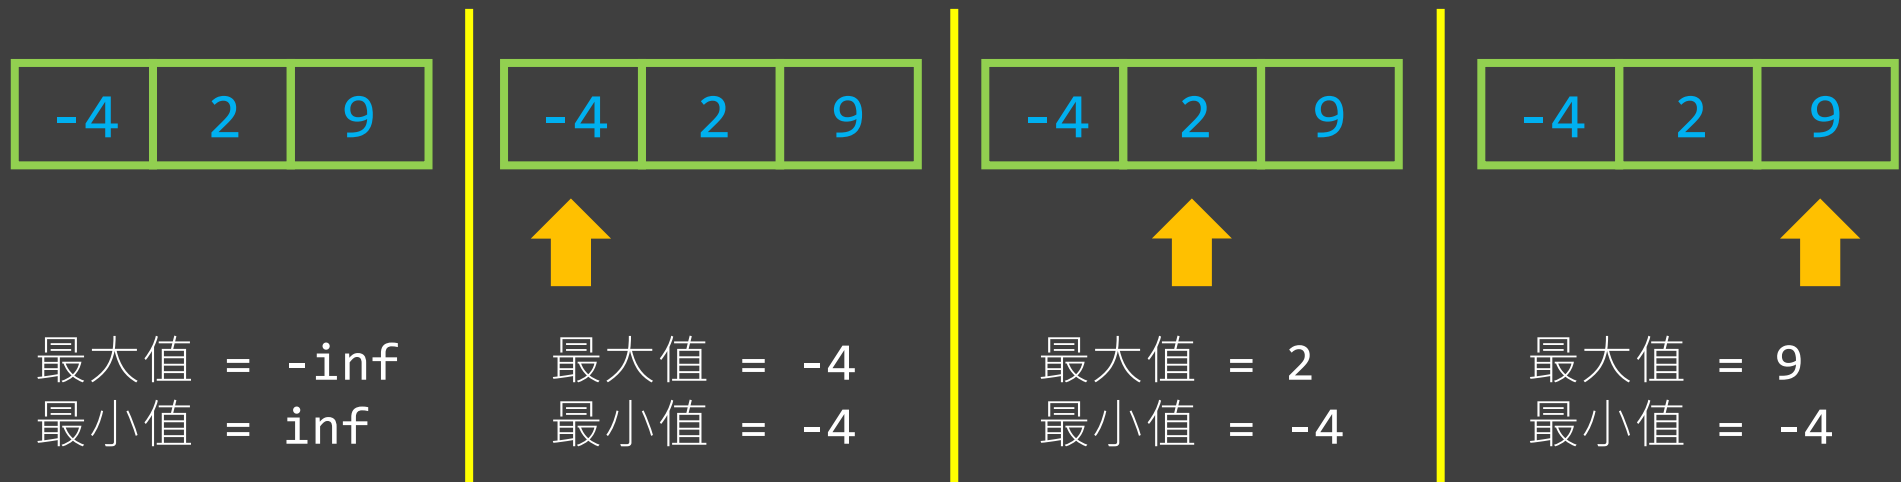 -4 2 9
最大值 = -inf
最小值 = inf
-4 2 9
最大值 = -4
最小值 = -4
-4 2 9
最大值 = 2
最小值 = -4
-4 2 9
最大值 = 9
最小值 = -4